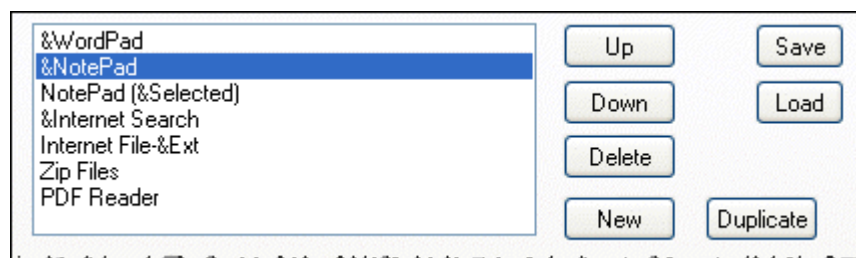 &WordPad
&NotePad
NotePad (&Selected)
&Internet Search
Internet File-&Ext
Zip Files
PDF Reader
Up
Save
Down
Load
Delete
New
Duplicate